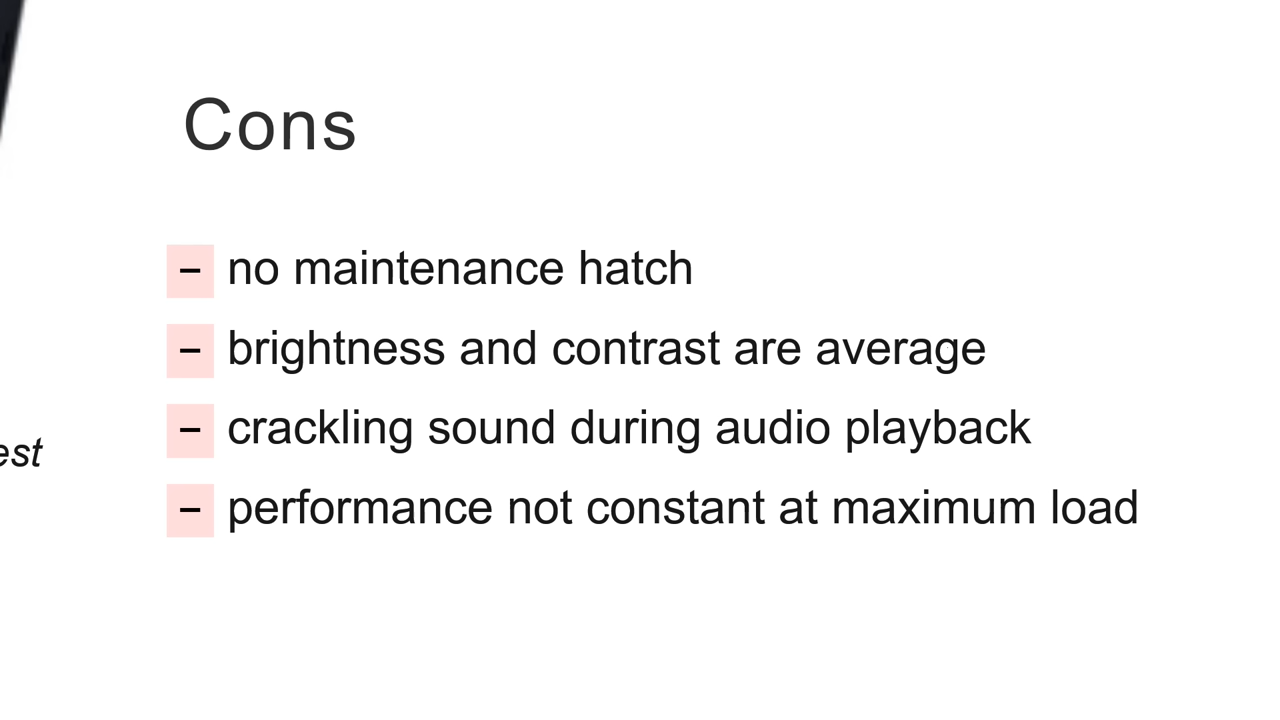 Cons
– no maintenance hatch
– brightness and contrast are average
– crackling sound during audio playback
est
– performance not constant at maximum load